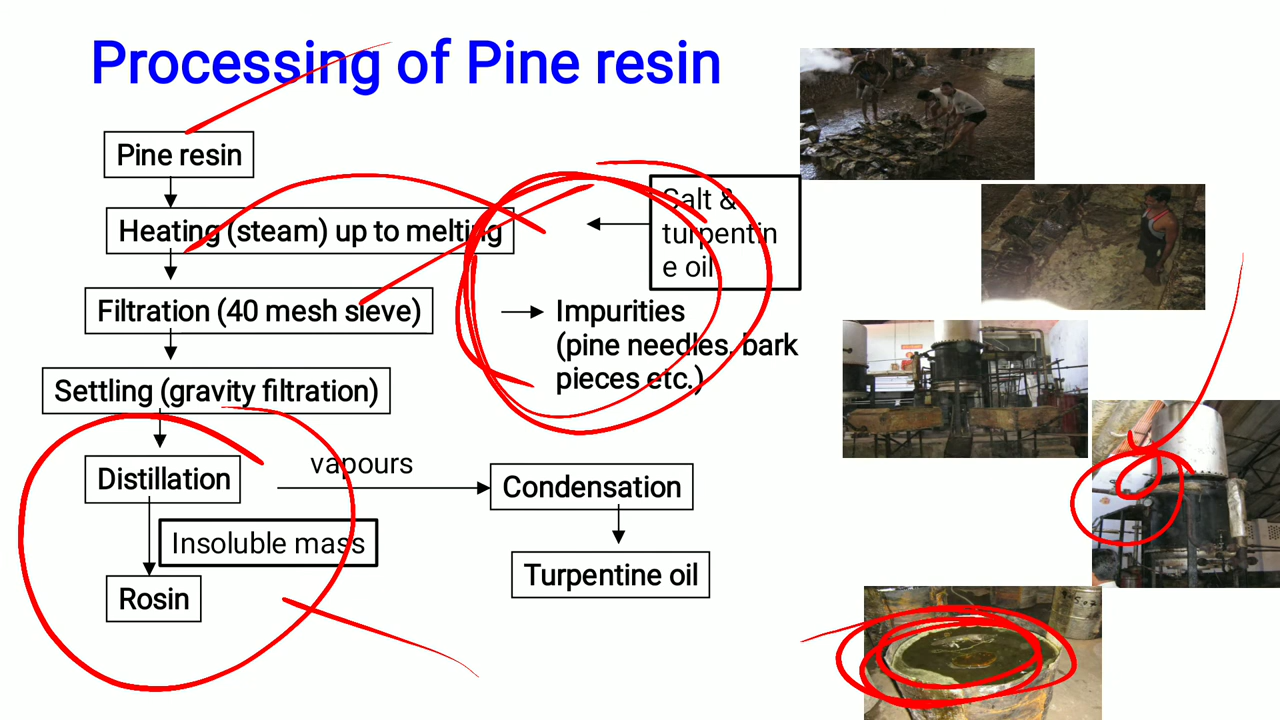 Processing of Pine resin
Pine resin
Heating (steam) up to melting
Salt &
turpentin
e oil
Filtration (40 mesh sieve)
Impurities
(pine needles, bark
pieces etc.)
Settling (gravity filtration)
Distillation
vapours
Condensation
Insoluble mass
Turpentine oil
Rosin